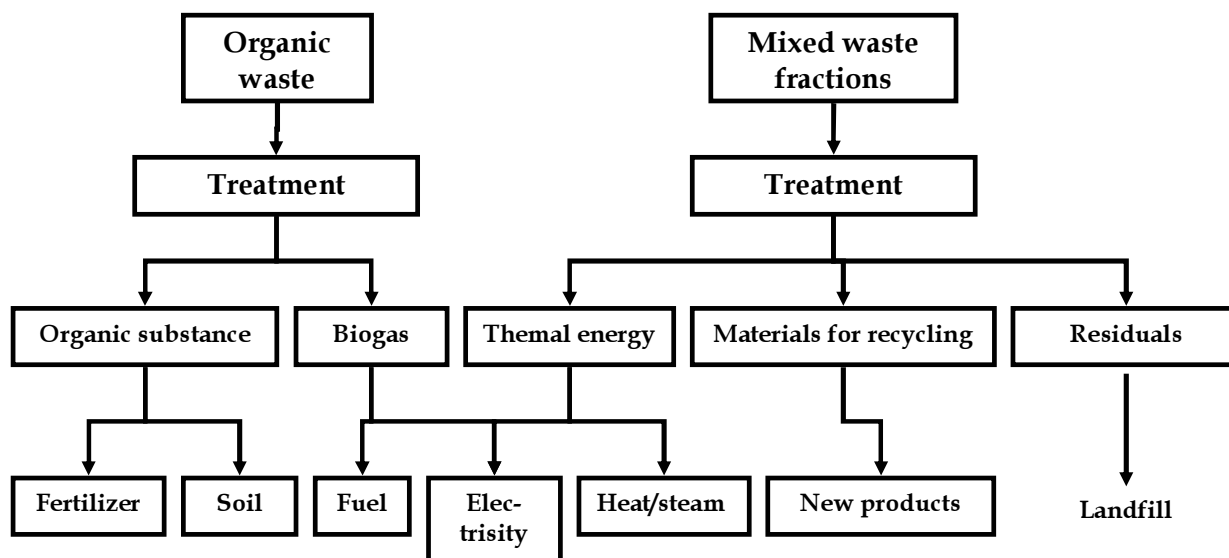 Organic
waste
Mixed waste
fractions
Treatment
Treatment
Organic substance
Biogas
Themal energy
Materials for recycling
Residuals
Fertilizer
Soil
Fuel
Elec-
trisity
Heat/steam
New products
Landfill